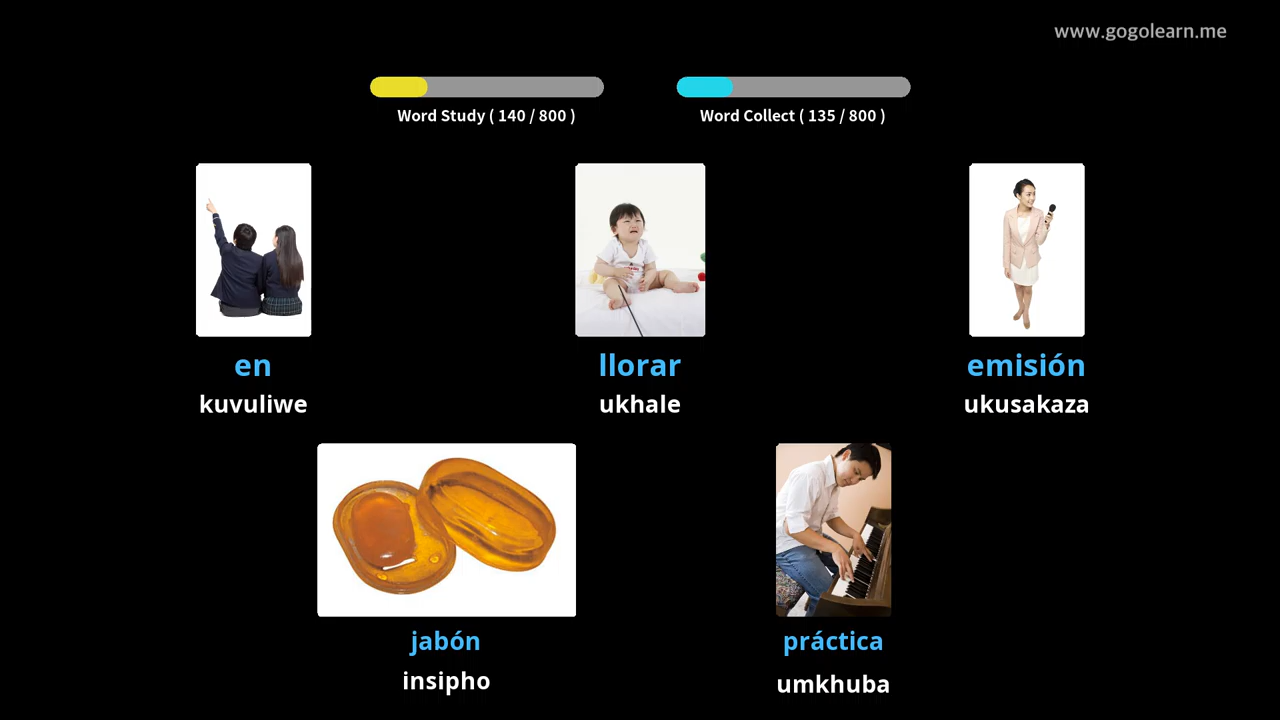 www.gogolearn.me
Word Study ( 140 / 800 )
Word Collect ( 135 / 800 )
en
kuvuliwe
llorar
ukhale
emisión
ukusakaza
jabón
insipho
práctica
umkhuba